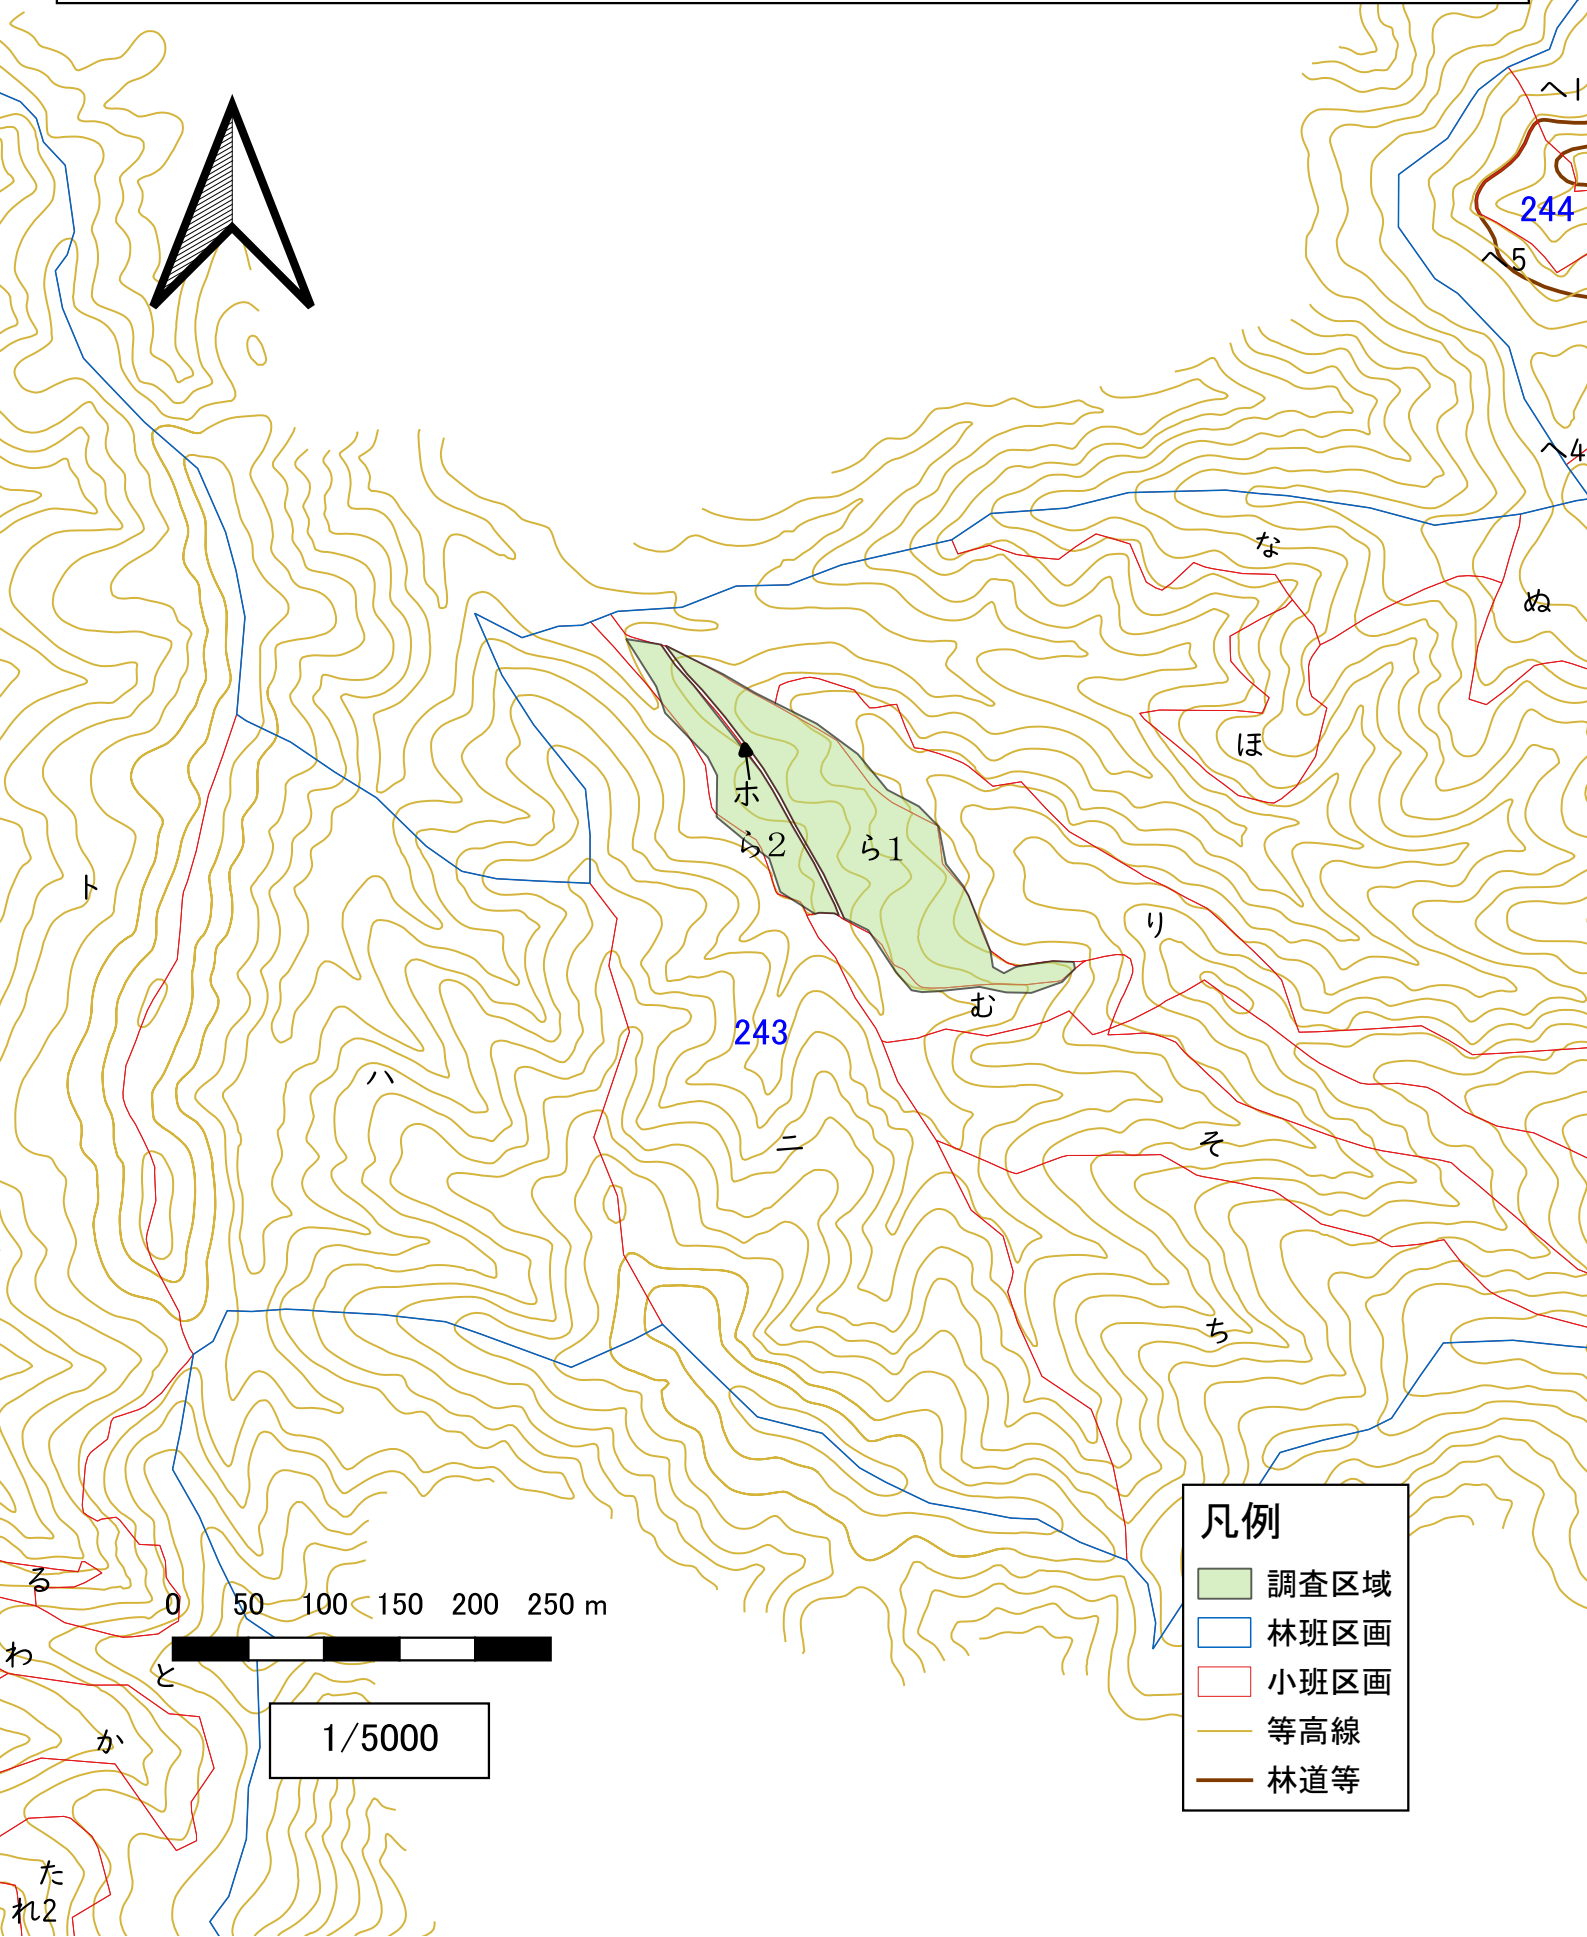 へ1
244
へ5
へ4
な
ぬ
ほ
ホ
ら2
ら1
ト
り
む
243
ハ
ニ
そ
ち
凡例
調査区域
林班区画
小班区画
等高線
林道等
る
0 50 100 150 200 250 m
わ
と
1/5000
か
た
れ2